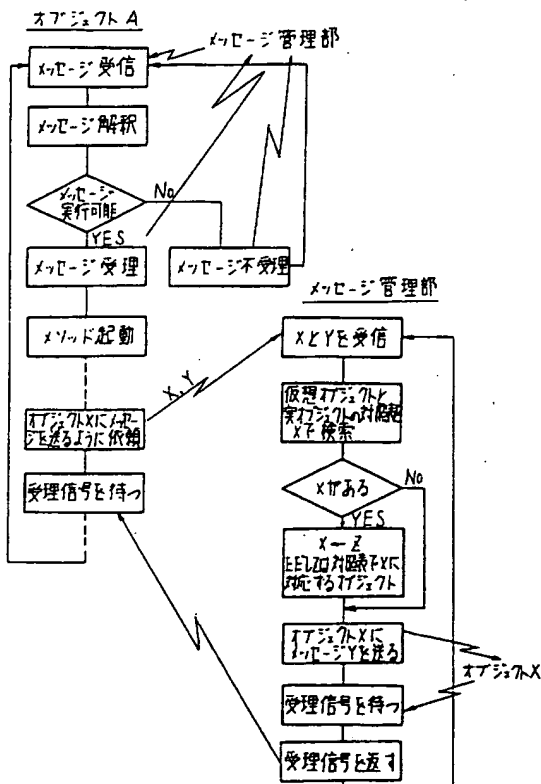 オブジェクトA
メッセージ管理部
メッセージ受信
メッセージ解釈
メッセージ
実行可能
No
YES
メッセージ受理
メッセージ不受理
メソッド起動
オブジェクトXにメッセー
ジを送るように依頼
受理信号を待つ
X,Y
メッセージ管理部
XとYを受信
仮想オブジェクトと
実オブジェクトの対照表
Xで検索
Xがある
No
YES
X←Z
但しZは対照表でXに
対応するオブジェクト
オブジェクトXに
メッセージYを送る
オブジェクトX
受理信号を待つ
受理信号を返す